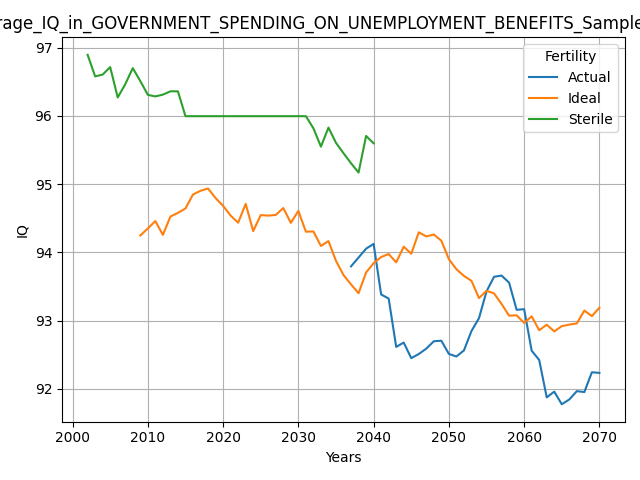 rage_IQ_in_GOVERNMENT_SPENDING_ON_UNEMPLOYMENT_BENEFITS_Sample
Fertility
Actual
Ideal
Sterile
97
96
95
94
93
92
IQ
2000 2010 2020 2030 2040 2050 2060 2070
Years